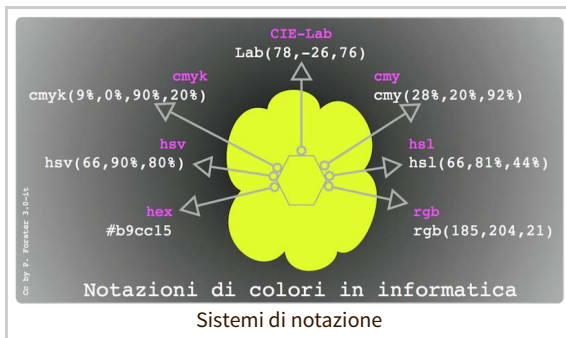 CIE-Lab
Lab(78,-26,76)
cmyk
cmyk(9%,0%,90%,20%)
cmy
cmy(28%,20%,92%)
hsv
hsv(66,90%,80%)
hsl
hsl(66,81%,44%)
hex
#b9cc15
rgb
rgb(185,204,21)
Cc by P. Forster 3.0-it
Notazioni di colori in informatica
Sistemi di notazione